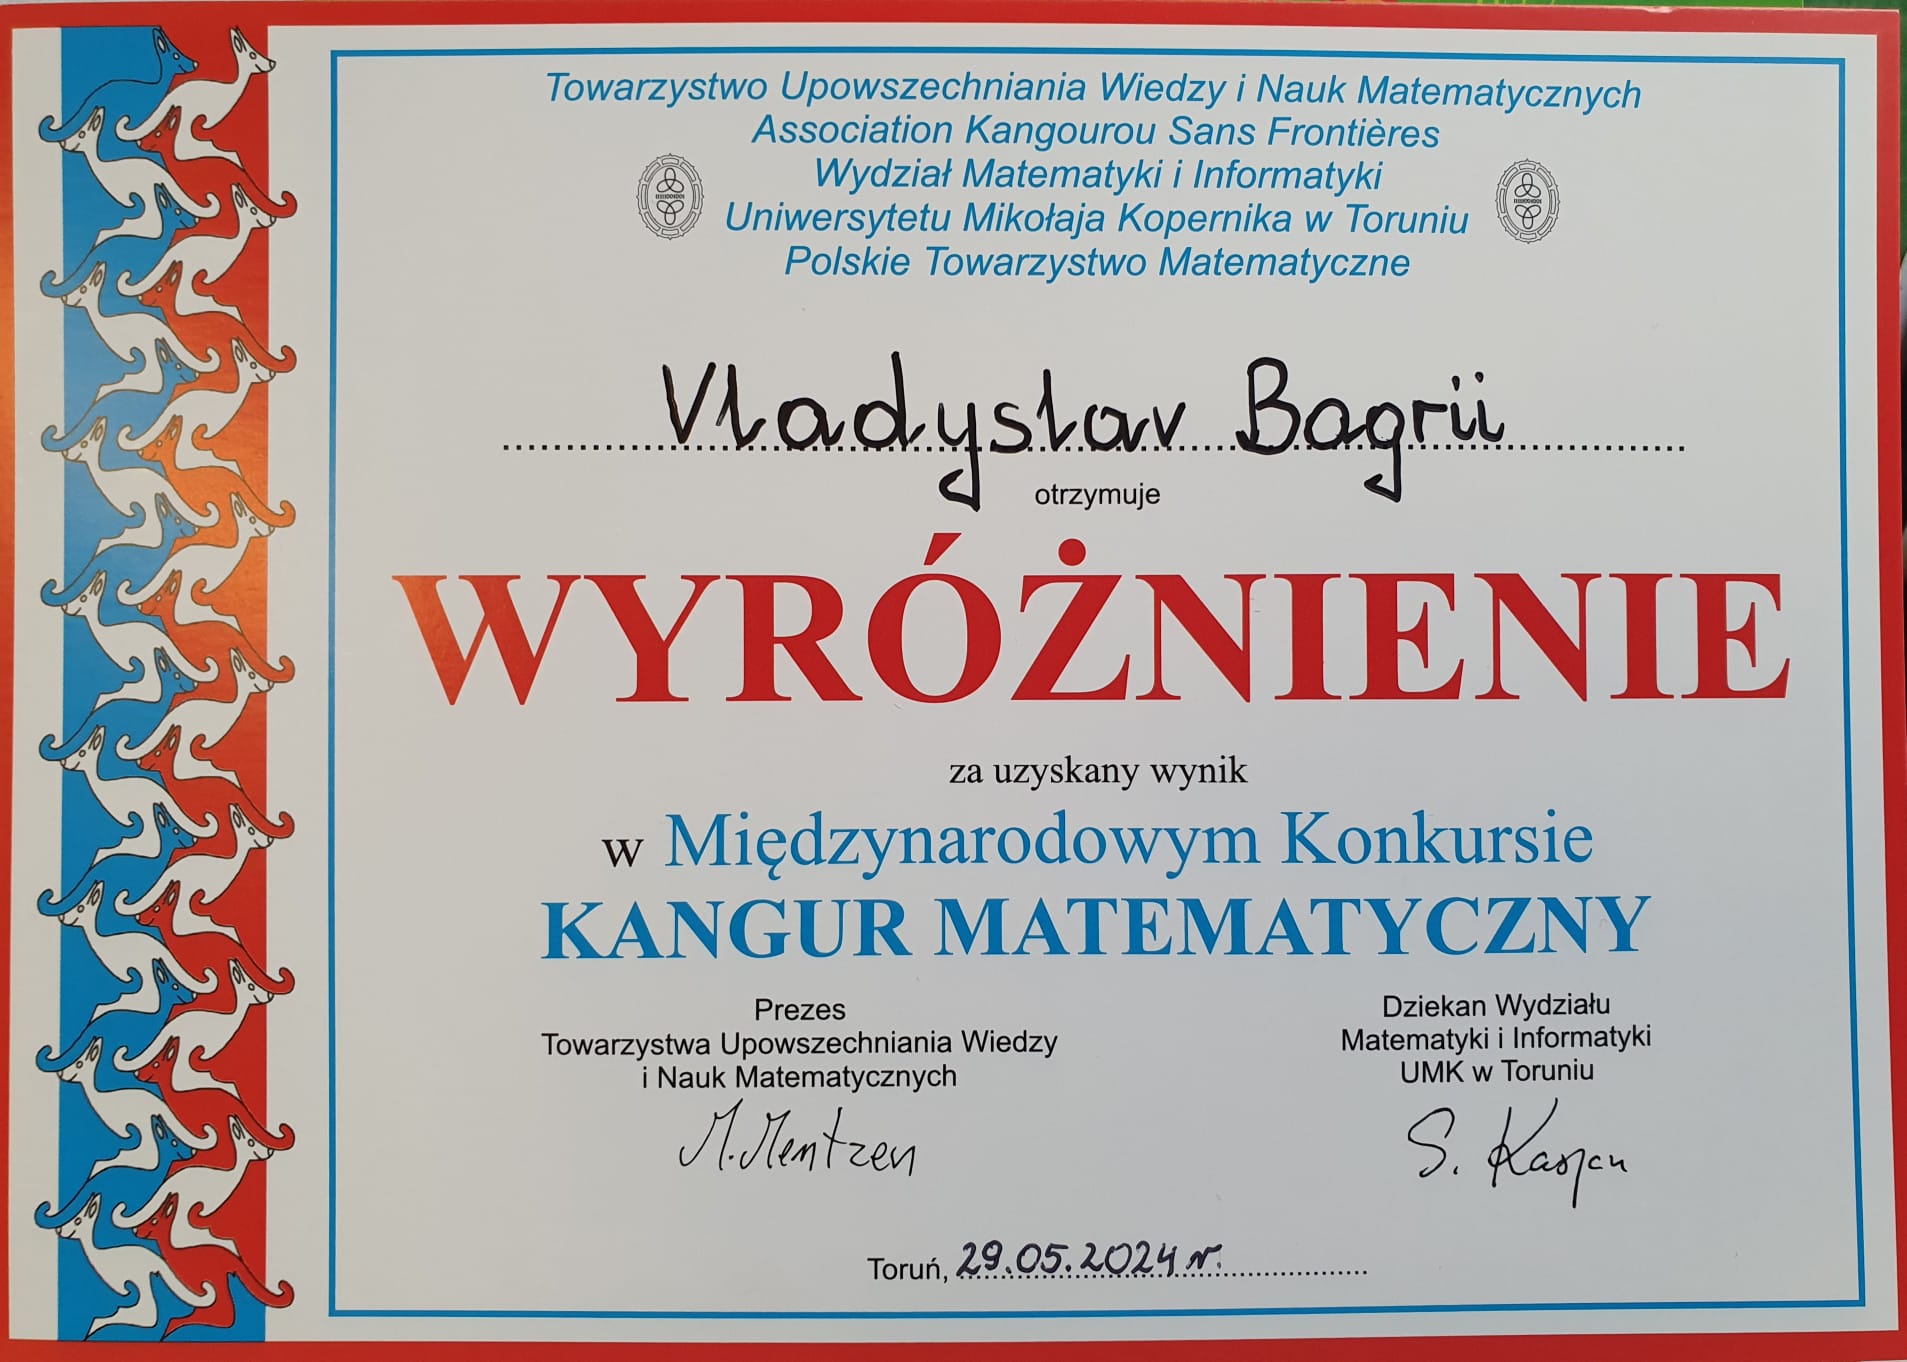 Towarzystwo Upowszechniania Wiedzy i Nauk Matematycznych
Association Kangourou Sans Frontières
Wydział Matematyki i Informatyki
Uniwersytetu Mikołaja Kopernika w Toruniu
Polskie Towarzystwo Matematyczne
Vladyslav Bagrii
otrzymuje
WYRÓŻNIENIE
za uzyskany wynik
w Międzynarodowym Konkursie
KANGUR MATEMATYCZNY
Prezes
Towarzystwa Upowszechniania Wiedzy
i Nauk Matematycznych
M. Mentzen
Dziekan Wydziału
Matematyki i Informatyki
UMK w Toruniu
S. Kasjan
Toruń, 29.05.2024 r.